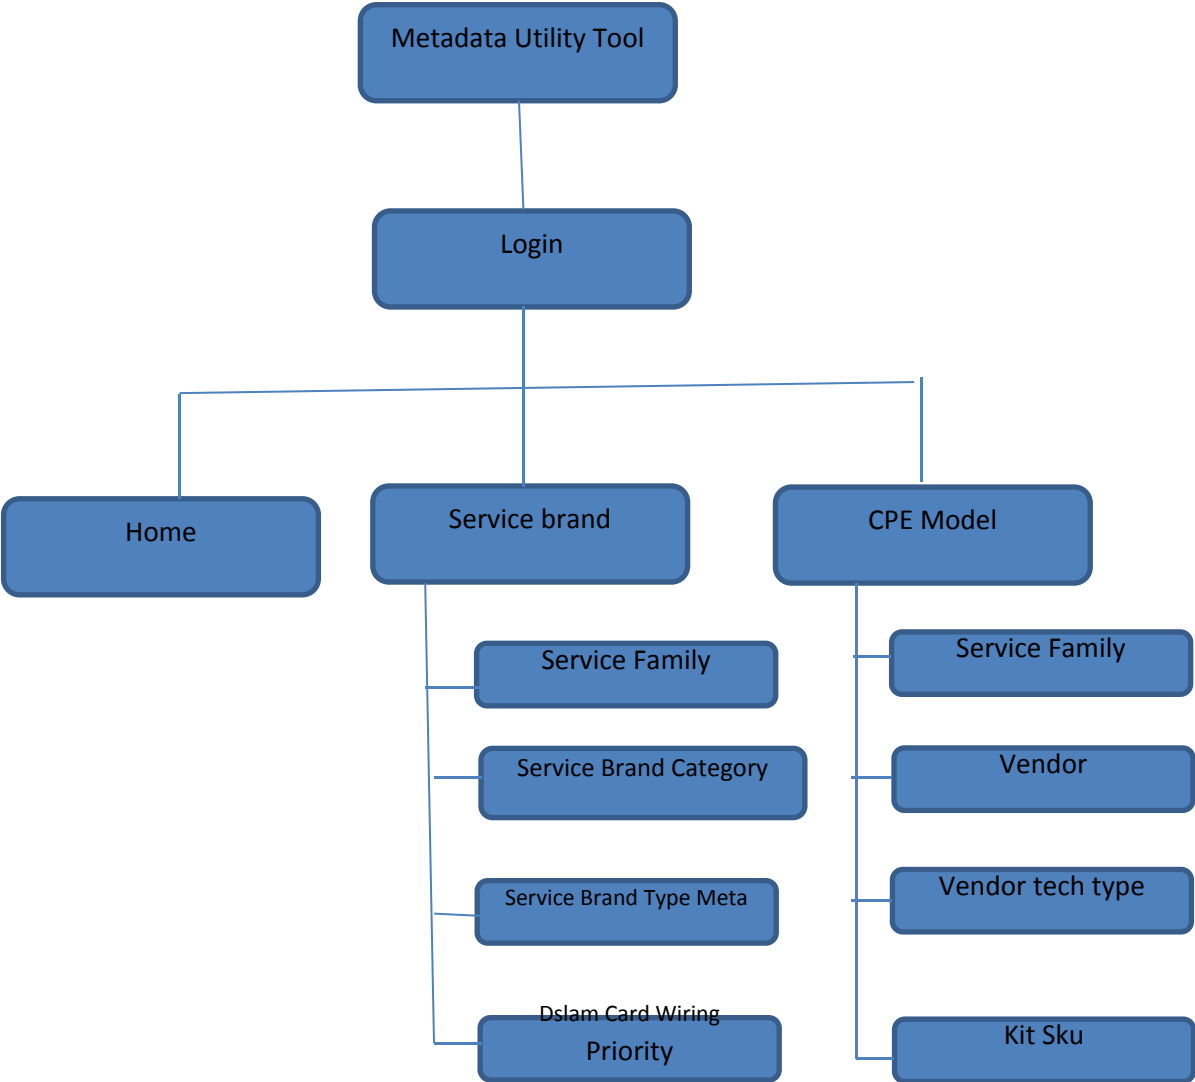 Metadata Utility Tool
Login
Home
Service brand
CPE Model
Service Family
Service Brand Category
Service Brand Type Meta
Dslam Card Wiring
Priority
Service Family
Vendor
Vendor tech type
Kit Sku